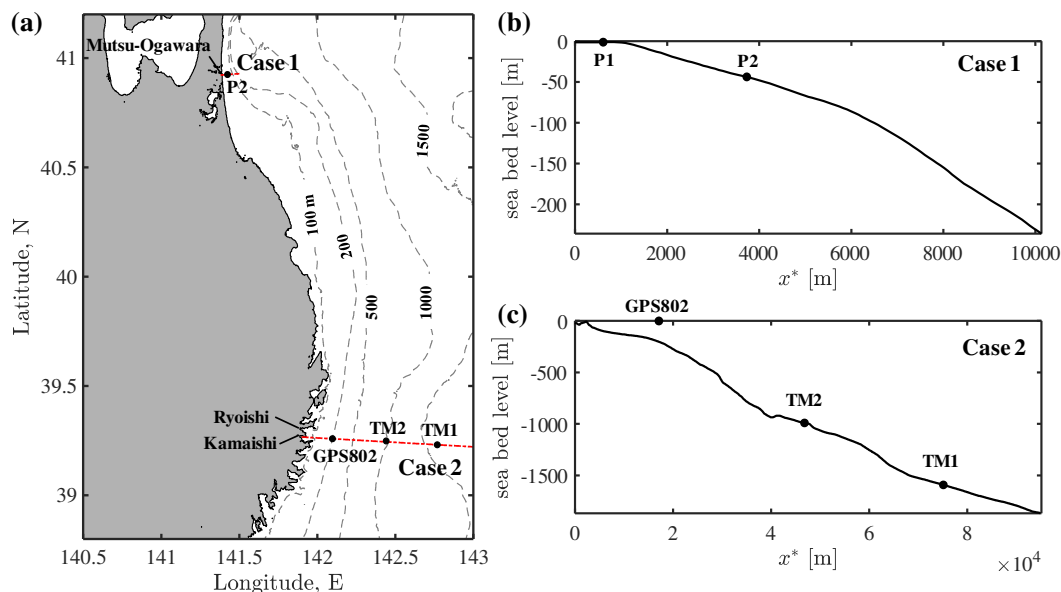 (a)
Mutsu-Ogawara
Case 1
P2
1500
100 m
200
500
1000
Ryoishi
Kamaishi
GPS802
TM2
TM1
Case 2
41
40.5
40
39.5
39
140.5
141
141.5
142
142.5
143
Latitude, N
Longitude, E
(b)
P1
P2
Case 1
0
-50
-100
-150
-200
0
2000
4000
6000
8000
10000
sea bed level [m]
x* [m]
(c)
GPS802
TM2
TM1
Case 2
0
-500
-1000
-1500
0
2
4
6
8
×10⁴
sea bed level [m]
x* [m]